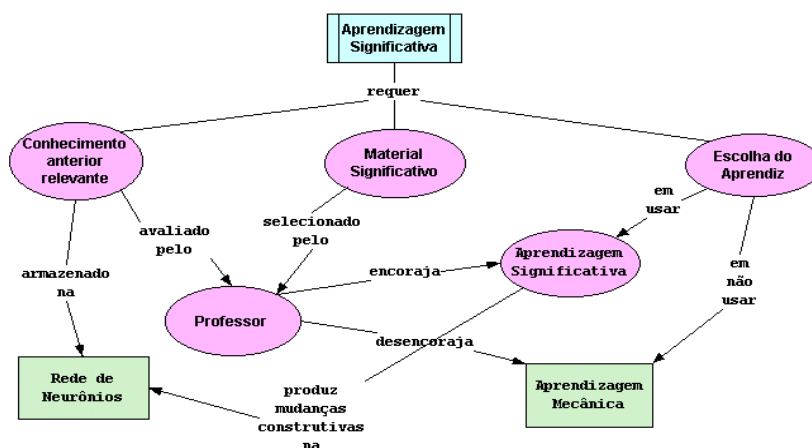 Aprendizagem
Significativa
requer
Conhecimento
anterior
relevante
Material
Significativo
Escolha do
Aprendiz
em
usar
avaliado
pelo
selecionado
pelo
armazenado
na
encoraja
Aprendizagem
Significativa
em
não
usar
Professor
desencoraja
Rede de
Neurônios
produz
mudanças
construtivas
na
Aprendizagem
Mecânica